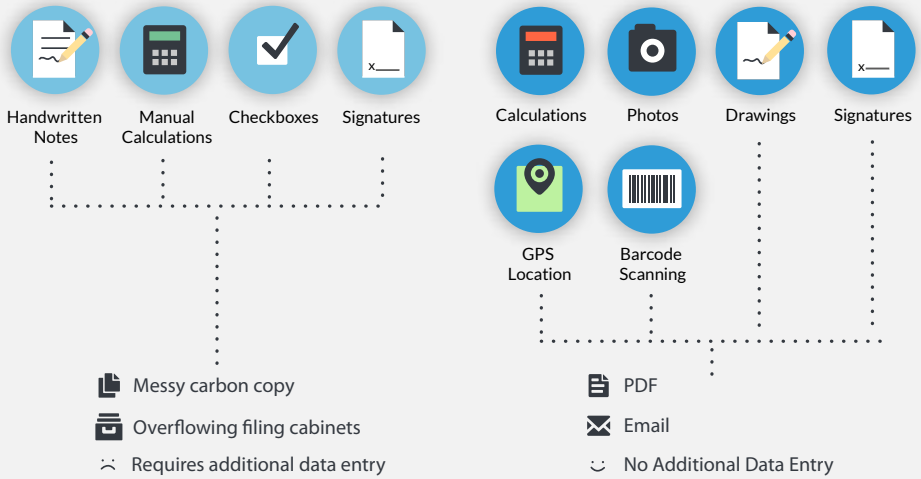 Handwritten
Notes
Manual
Calculations
Checkboxes
Signatures
x
x
Calculations
Photos
Drawings
Signatures
GPS
Location
Barcode
Scanning
Messy carbon copy
Overflowing filing cabinets
Requires additional data entry
PDF
Email
No Additional Data Entry